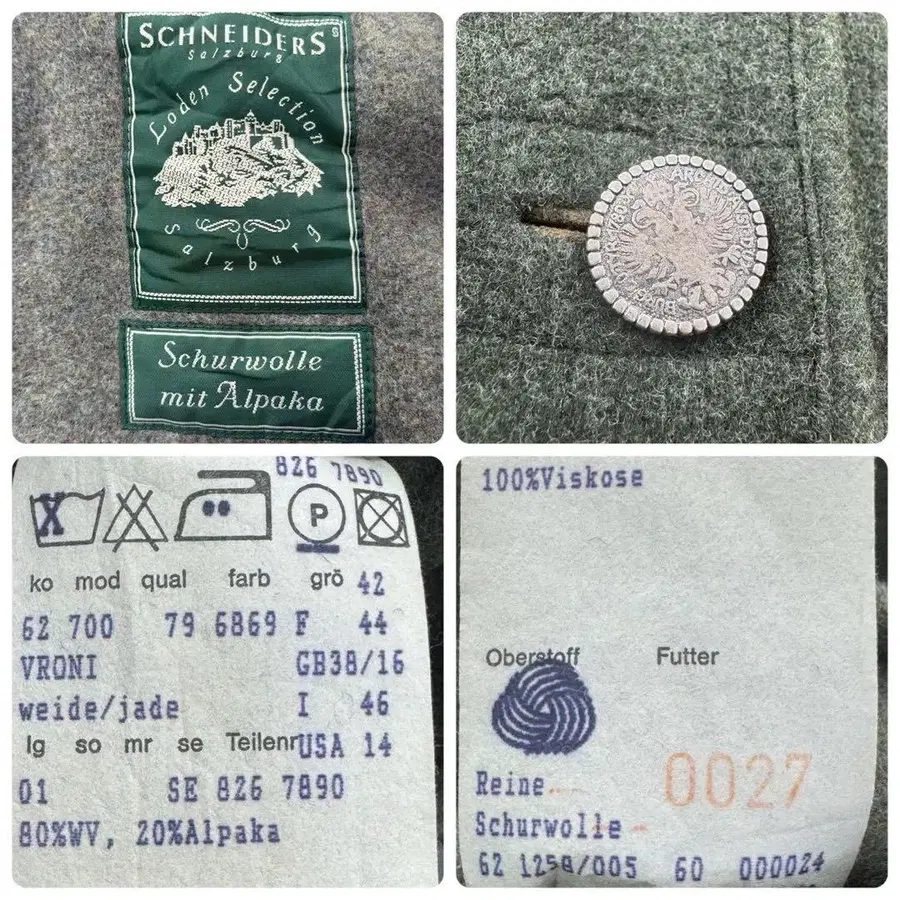 SCHNEIDERS
Salzburg
Loden Selection
Salzburg
Schurwolle
mit Alpaka
826 7890
X P
ko mod qual farb grö 42
62 700 79 6869 F 44
VRONI GB38/16
weide/jade I 46
lg so mr se Teilenr USA 14
01 SE 826 7890
80%WV, 20%Alpaka
100%Viskose
Oberstoff Futter
0027
Reine
Schurwolle
62 1258/005 60 000024